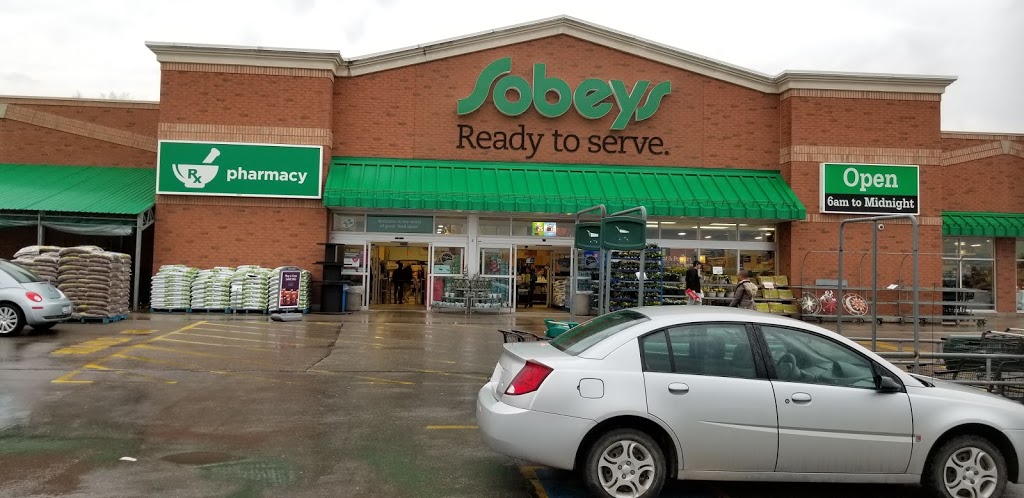 Sobeys
Ready to serve.
Rx pharmacy
Open
6am to Midnight